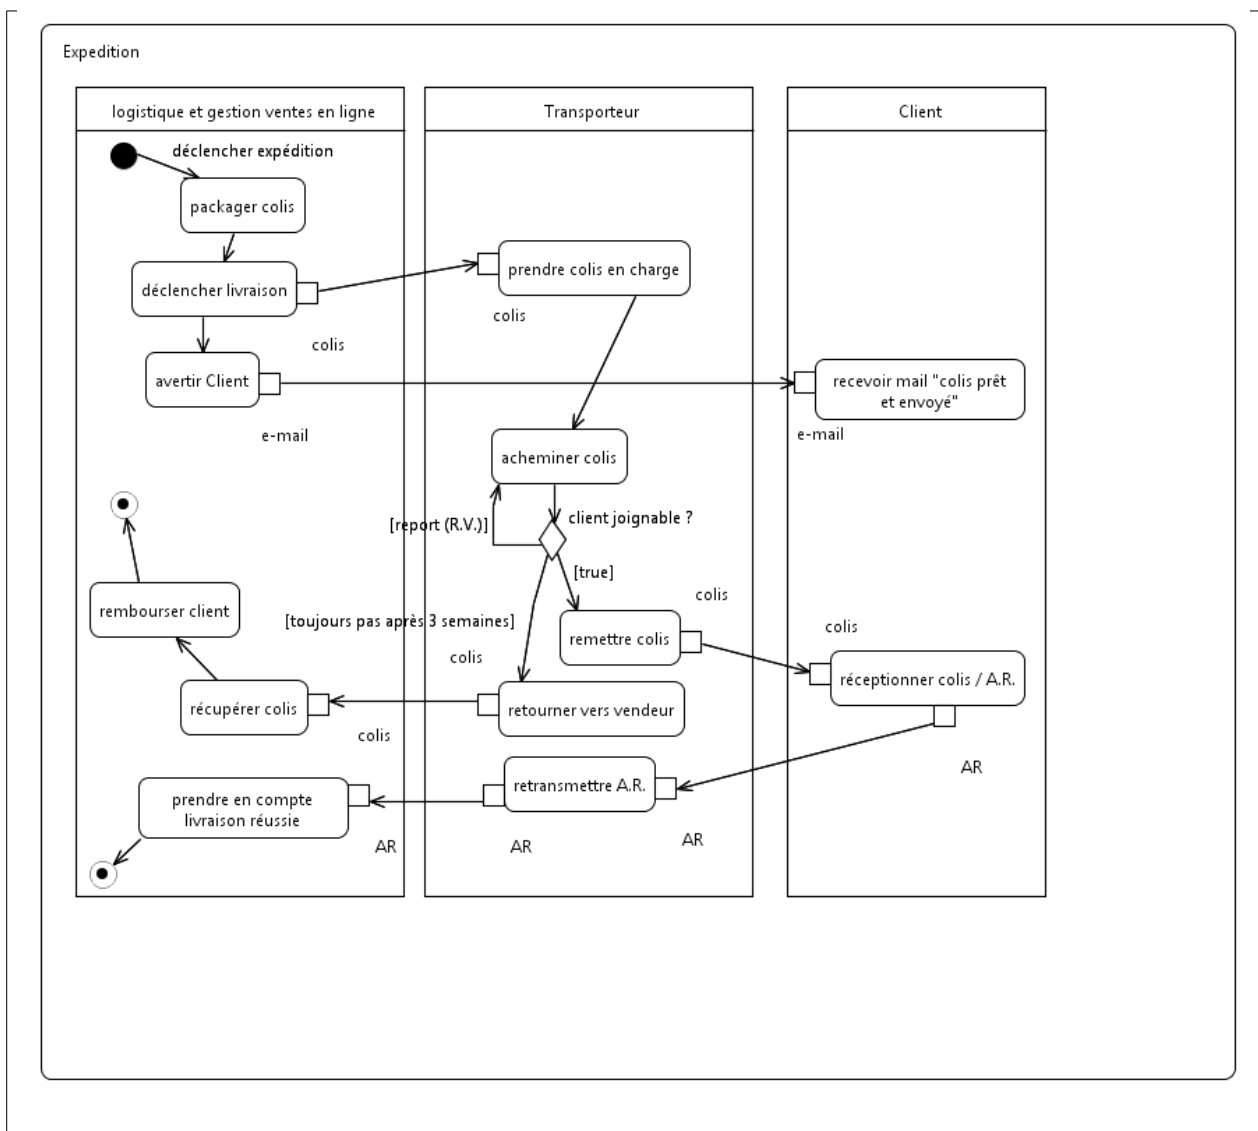 Expedition
logistique et gestion ventes en ligne
Transporteur
Client
déclencher expédition
packager colis
déclencher livraison
prendre colis en charge
colis
colis
avertir Client
recevoir mail "colis prêt
et envoyé"
e-mail
e-mail
acheminer colis
[report (R.V.)]
client joignable ?
[true]
colis
rembourser client
[toujours pas après 3 semaines]
remettre colis
colis
colis
réceptionner colis / A.R.
récupérer colis
retourner vers vendeur
colis
AR
retransmettre A.R.
prendre en compte
livraison réussie
AR
AR
AR